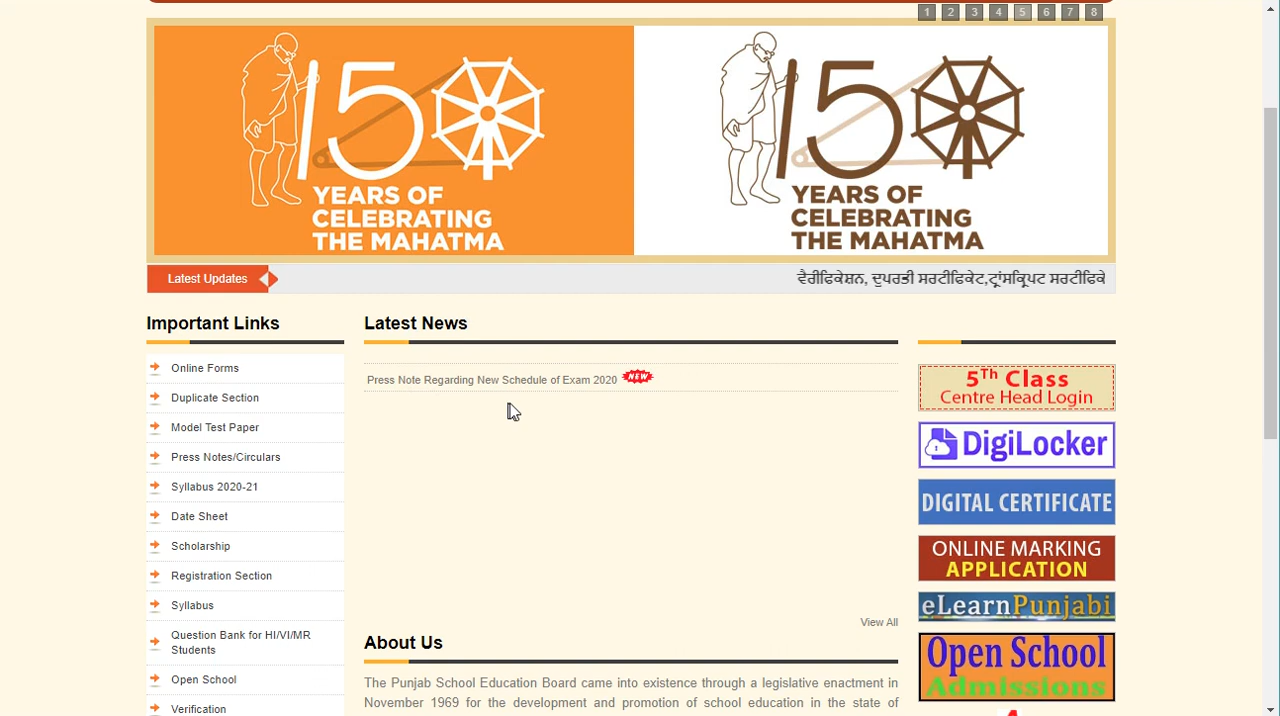 1 2 3 4 5 6 7 8
150
YEARS OF
CELEBRATING
THE MAHATMA
150
YEARS OF
CELEBRATING
THE MAHATMA
Latest Updates
ਵੈਰੀਫਿਕੇਸ਼ਨ, ਦੁਪਰਤੀ ਸਰਟੀਫਿਕੇਟ,ਟ੍ਰਾਂਸਕ੍ਰਿਪਟ ਸਰਟੀਫਿਕੇ
Important Links
Online Forms
Duplicate Section
Model Test Paper
Press Notes/Circulars
Syllabus 2020-21
Date Sheet
Scholarship
Registration Section
Syllabus
Question Bank for HI/VI/MR
Students
Open School
Verification
Latest News
Press Note Regarding New Schedule of Exam 2020 NEW
View All
About Us
The Punjab School Education Board came into existence through a legislative enactment in
November 1969 for the development and promotion of school education in the state of
5Th Class
Centre Head Login
DigiLocker
DIGITAL CERTIFICATE
ONLINE MARKING
APPLICATION
eLearnPunjabi
Open School
Admissions